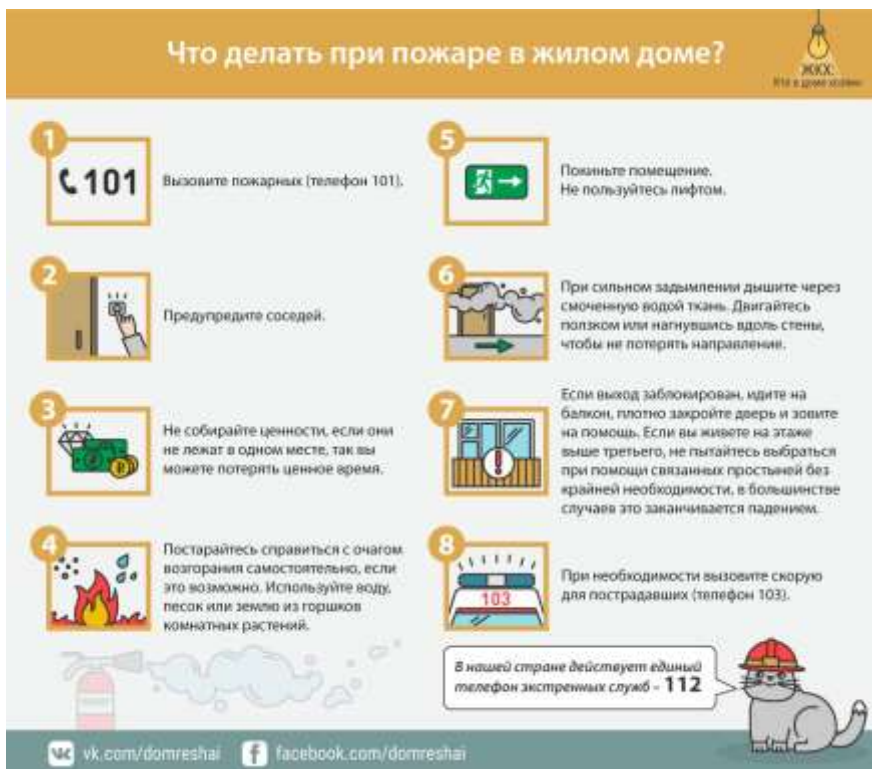 Что делать при пожаре в жилом доме?
ЖКХ:
Кто в доме хозяин
1
101
Вызовите пожарных (телефон 101).
2
Предупредите соседей.
3
Не собирайте ценности, если они
не лежат в одном месте, так вы
можете потерять ценное время.
4
Постарайтесь справиться с очагом
возгорания самостоятельно, если
это возможно. Используйте воду,
песок или землю из горшков
комнатных растений.
5
Покиньте помещение.
Не пользуйтесь лифтом.
6
При сильном задымлении дышите через
смоченную водой ткань. Двигайтесь
ползком или нагнувшись вдоль стены,
чтобы не потерять направление.
7
Если выход заблокирован, идите на
балкон, плотно закройте дверь и зовите
на помощь. Если вы живете на этаже
выше третьего, не пытайтесь выбраться
при помощи связанных простыней без
крайней необходимости, в большинстве
случаев это заканчивается падением.
8
103
При необходимости вызовите скорую
для пострадавших (телефон 103).
В нашей стране действует единый
телефон экстренных служб – 112
vk.com/domreshai
facebook.com/domreshai